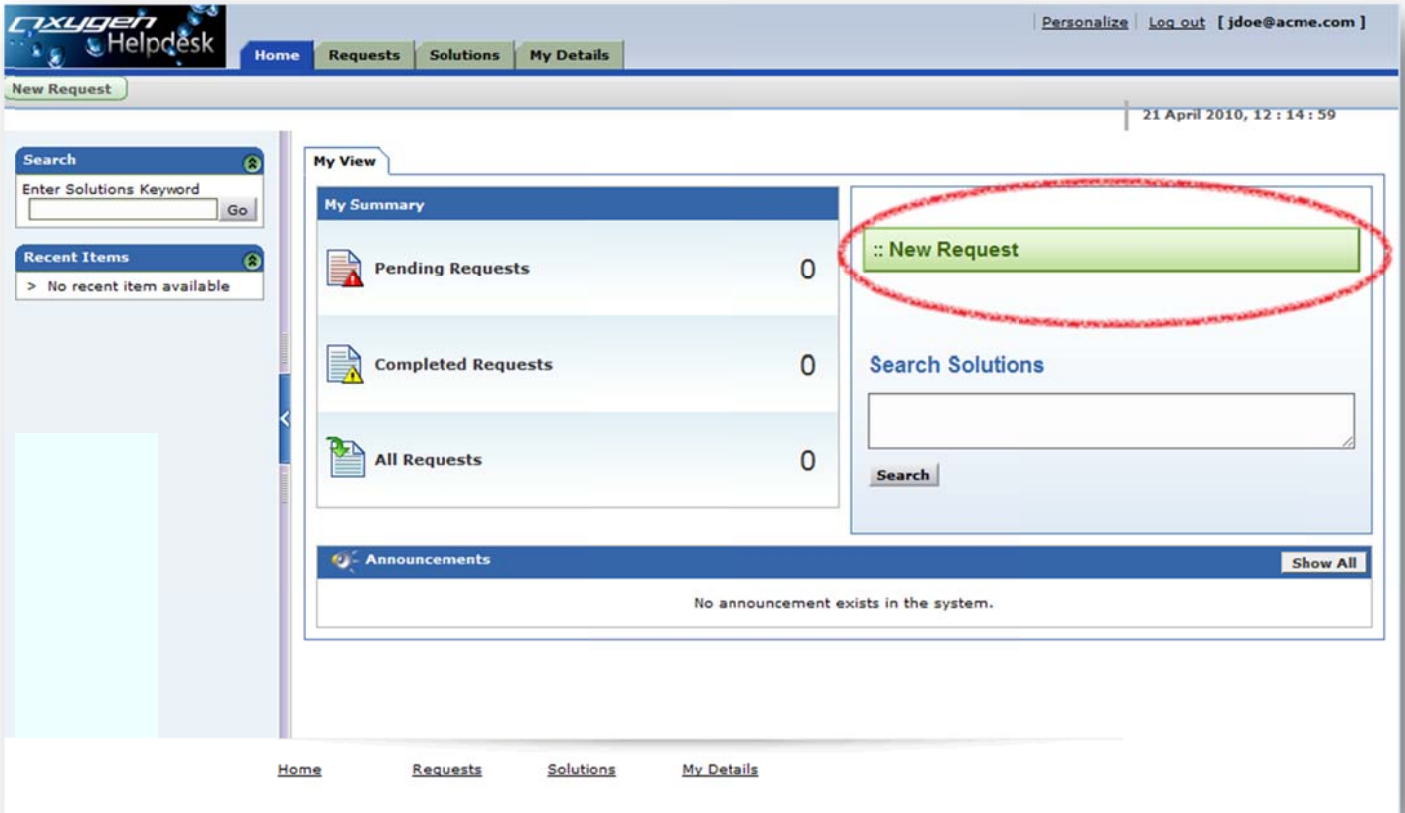 oxygen
Helpdesk
Personalize Log out [ jdoe@acme.com ]
Home Requests Solutions My Details
New Request
21 April 2010, 12 : 14 : 59
Search
Enter Solutions Keyword
Go
Recent Items
> No recent item available
My View
My Summary
Pending Requests 0
Completed Requests 0
All Requests 0
:: New Request
Search Solutions
Search
Announcements Show All
No announcement exists in the system.
Home Requests Solutions My Details